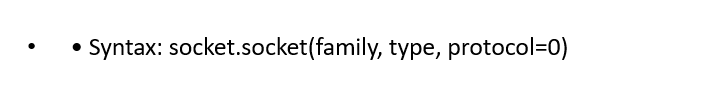 • • Syntax: socket.socket(family, type, protocol=0)